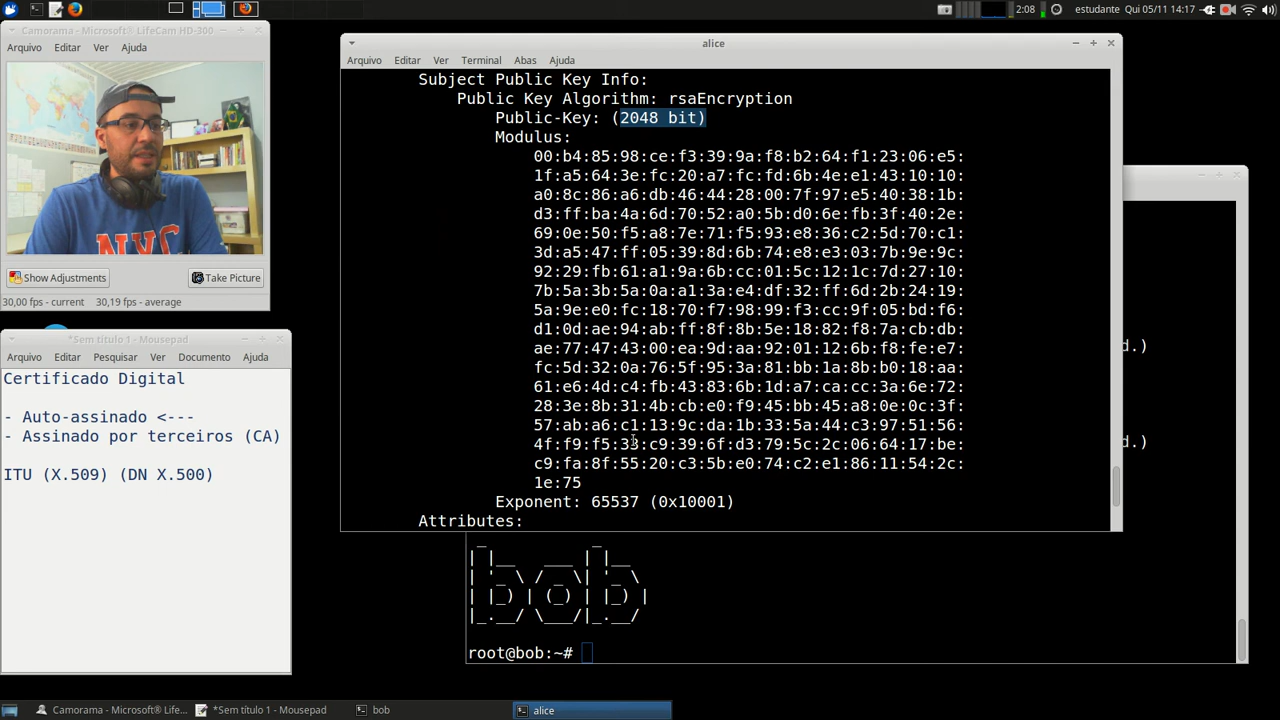 2:08
estudante Qui 05/11 14:17
Camorama - Microsoft® LifeCam HD-300
Arquivo Editar Ver Ajuda
NYC
Show Adjustments
Take Picture
30,00 fps - current 30,19 fps - average
*Sem título 1 - Mousepad
Arquivo Editar Pesquisar Ver Documento Ajuda
Certificado Digital
- Auto-assinado <---
- Assinado por terceiros (CA)
ITU (X.509) (DN X.500)
alice
Arquivo Editar Ver Terminal Abas Ajuda
Subject Public Key Info:
Public Key Algorithm: rsaEncryption
Public-Key: (2048 bit)
Modulus:
00:b4:85:98:ce:f3:39:9a:f8:b2:64:f1:23:06:e5:
1f:a5:64:3e:fc:20:a7:fc:fd:6b:4e:e1:43:10:10:
a0:8c:86:a6:db:46:44:28:00:7f:97:e5:40:38:1b:
d3:ff:ba:4a:6d:70:52:a0:5b:d0:6e:fb:3f:40:2e:
69:0e:50:f5:a8:7e:71:f5:93:e8:36:c2:5d:70:c1:
3d:a5:47:ff:05:39:8d:6b:74:e8:e3:03:7b:9e:9c:
92:29:fb:61:a1:9a:6b:cc:01:5c:12:1c:7d:27:10:
7b:5a:3b:5a:0a:a1:3a:e4:df:32:ff:6d:2b:24:19:
5a:9e:e0:fc:18:70:f7:98:99:f3:cc:9f:05:bd:f6:
d1:0d:ae:94:ab:ff:8f:8b:5e:18:82:f8:7a:cb:db:
ae:77:47:43:00:ea:9d:aa:92:01:12:6b:f8:fe:e7:
fc:5d:32:0a:76:5f:95:3a:81:bb:1a:8b:b0:18:aa:
61:e6:4d:c4:fb:43:83:6b:1d:a7:ca:cc:3a:6e:72:
28:3e:8b:31:4b:cb:e0:f9:45:bb:45:a8:0e:0c:3f:
57:ab:a6:c1:13:9c:da:1b:33:5a:44:c3:97:51:56:
4f:f9:f5:33:c9:39:6f:d3:79:5c:2c:06:64:17:be:
c9:fa:8f:55:20:c3:5b:e0:74:c2:e1:86:11:54:2c:
1e:75
Exponent: 65537 (0x10001)
Attributes:
d.)
d.)
bob
root@bob:~#
Camorama - Microsoft® Life...
*Sem título 1 - Mousepad
bob
alice